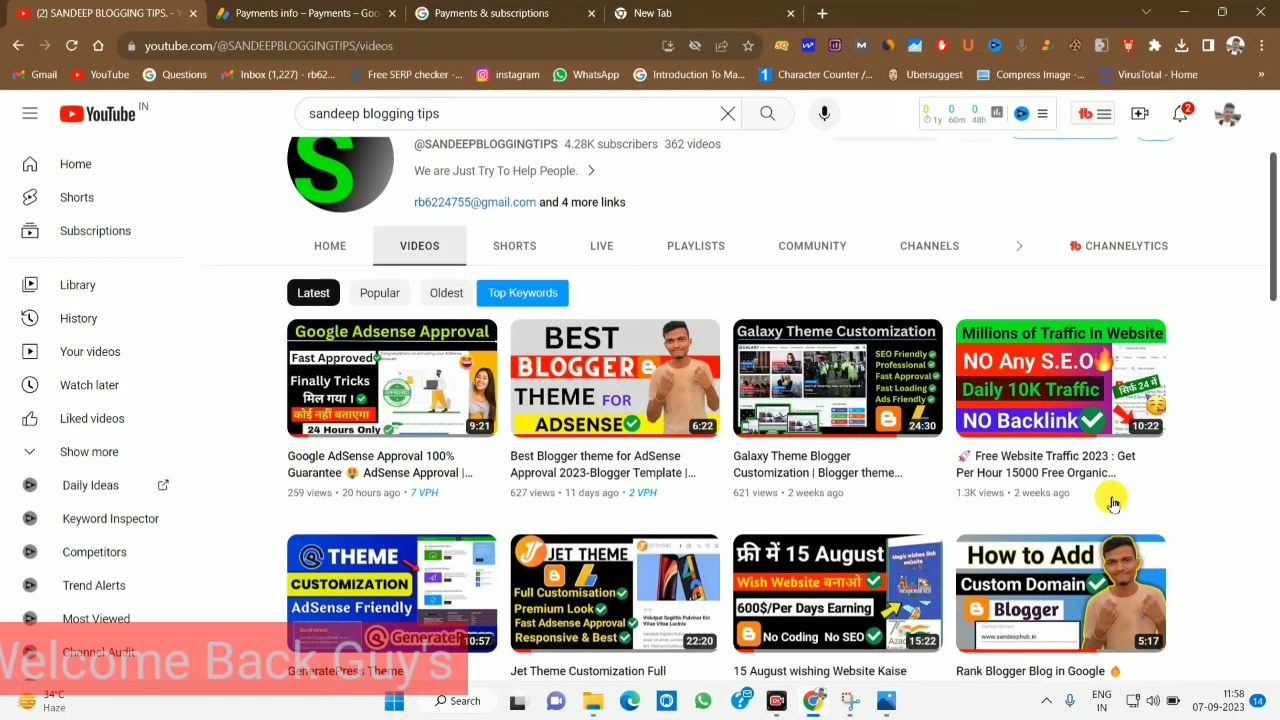 (2) SANDEEP BLOGGING TIPS. -
Payments info – Payments – Goo
Payments & subscriptions
New Tab
youtube.com/@SANDEEPBLOGGINGTIPS/videos
Gmail
YouTube
Questions
Inbox (1,227) - rb62...
Free SERP checker -...
instagram
WhatsApp
Introduction To Ma...
Character Counter /...
Ubersuggest
Compress Image -...
VirusTotal - Home
»
YouTube IN
sandeep blogging tips
0 0 0
1y 60m 48h
2
@SANDEEPBLOGGINGTIPS 4.28K subscribers 362 videos
We are Just Try To Help People.
rb6224755@gmail.com and 4 more links
Home
Shorts
Subscriptions
Library
History
Your videos
Watch later
Liked videos
Show more
Daily Ideas
Keyword Inspector
Competitors
Trend Alerts
Most Viewed
Channel Audit
HOME
VIDEOS
SHORTS
LIVE
PLAYLISTS
COMMUNITY
CHANNELS
CHANNELYTICS
Latest
Popular
Oldest
Top Keywords
Google Adsense Approval
Fast Approved
Finally Tricks
मिल गया ।
कोई नहीं बताएगा
24 Hours Only
9:21
Google AdSense Approval 100%
Guarantee 🤑 AdSense Approval |...
259 views • 20 hours ago • 7 VPH
BEST
BLOGGER
THEME FOR
ADSENSE
6:22
Best Blogger theme for AdSense
Approval 2023-Blogger Template |...
627 views • 11 days ago • 2 VPH
Galaxy Theme Customization
SEO Friendly
Professional
Fast Approval
Fast Loading
Ads Friendly
24:30
Galaxy Theme Blogger
Customization | Blogger theme...
621 views • 2 weeks ago
Millions of Traffic In Website
NO Any S.E.O
Daily 10K Traffic
सिर्फ 24 में
NO Backlink
10:22
🚀 Free Website Traffic 2023 : Get
Per Hour 15000 Free Organic...
1.3K views • 2 weeks ago
THEME
CUSTOMIZATION
AdSense Friendly
@GenerateP
10:57
GeneratePress Theme
JET THEME
Full Customisation
Premium Look
Fast Adsense Approval
Responsive & Best
22:20
Jet Theme Customization Full
फ्री में 15 August
Wish Website बनाओ
600$/Per Days Earning
No Coding No SEO
15:22
15 August wishing Website Kaise
How to Add
Custom Domain
Blogger
www.sandeephub.in
5:17
Rank Blogger Blog in Google 🔥
Welcome Back Guy's
34°C
Haze
Search
ENG
IN
11:58
07-09-2023
14